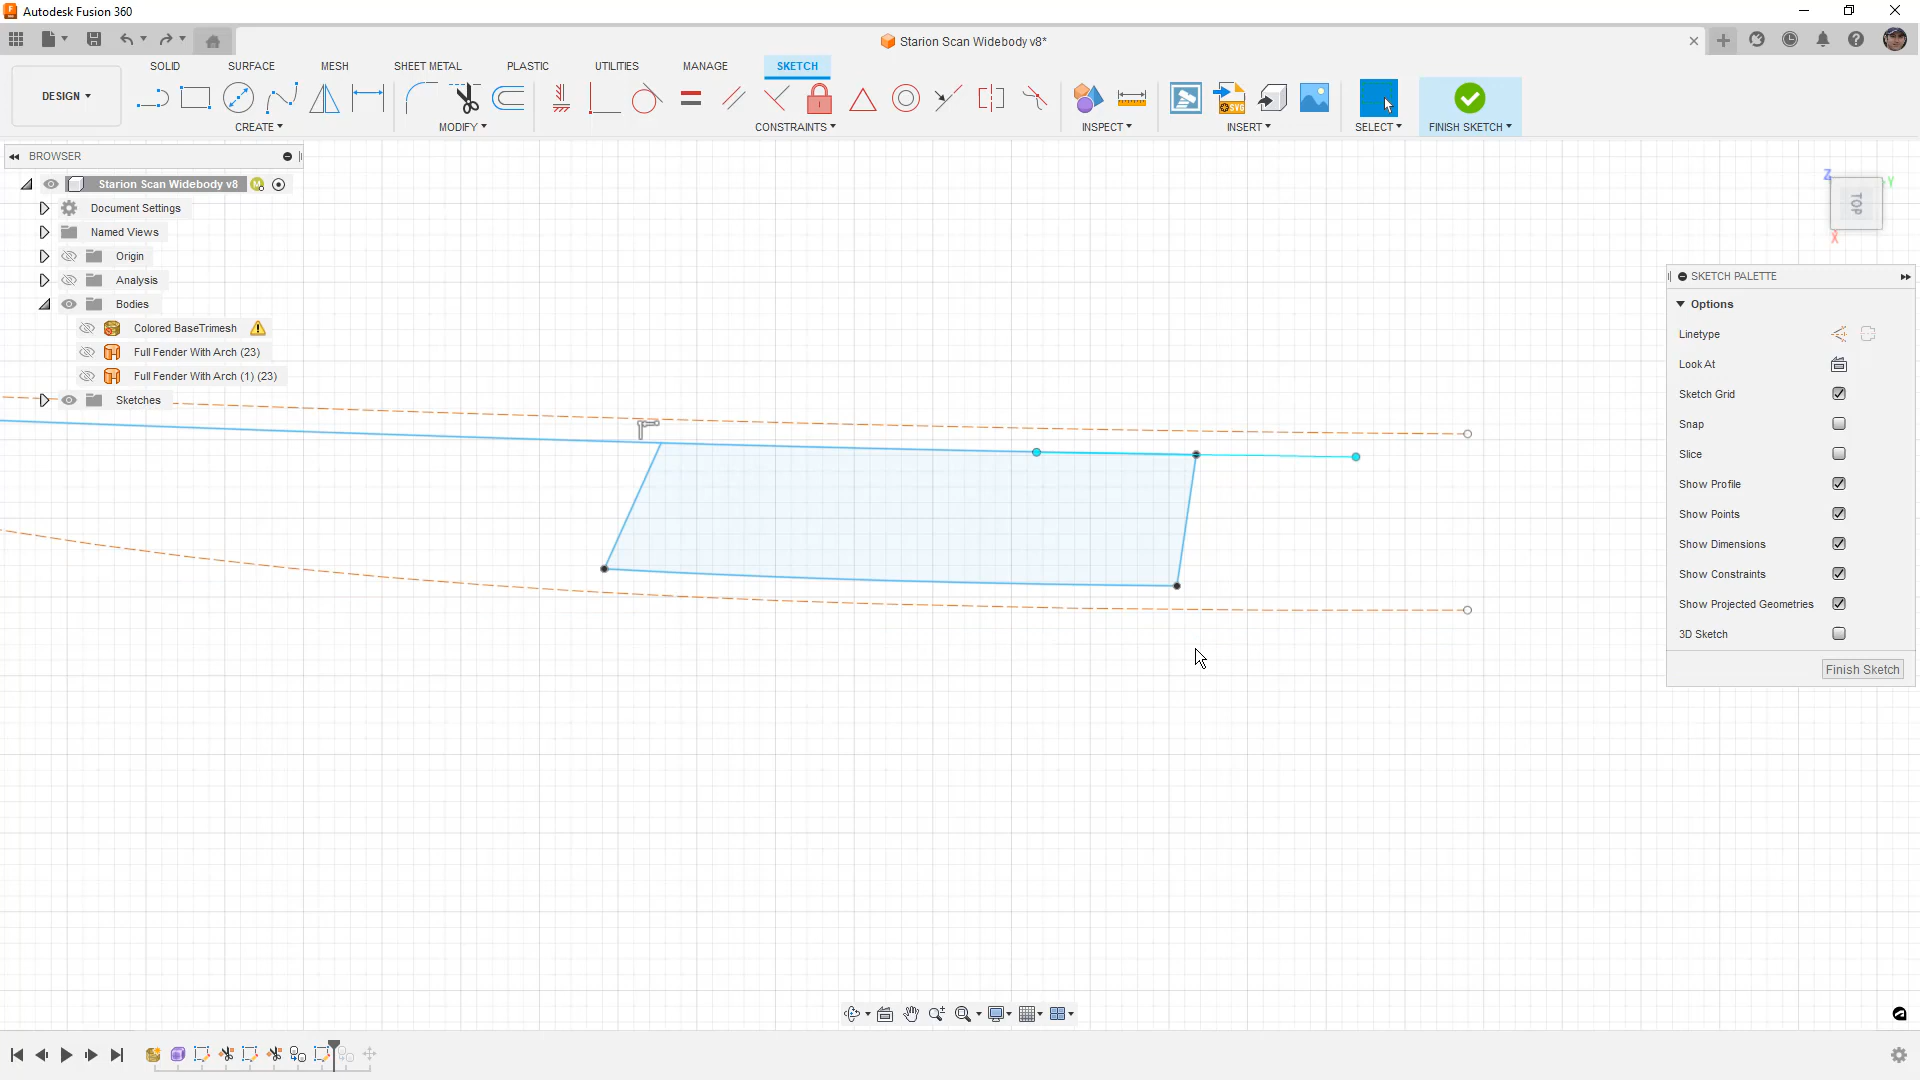 Autodesk Fusion 360
Starion Scan Widebody v8*
DESIGN
SOLID
SURFACE
MESH
SHEET METAL
PLASTIC
UTILITIES
MANAGE
SKETCH
CREATE
MODIFY
CONSTRAINTS
INSPECT
SVG
INSERT
SELECT
FINISH SKETCH
BROWSER
Starion Scan Widebody v8
Document Settings
Named Views
Origin
Analysis
Bodies
Colored BaseTrimesh
Full Fender With Arch (23)
Full Fender With Arch (1) (23)
Sketches
Z
Y
TOP
X
SKETCH PALETTE
Options
Linetype
Look At
Sketch Grid
Snap
Slice
Show Profile
Show Points
Show Dimensions
Show Constraints
Show Projected Geometries
3D Sketch
Finish Sketch